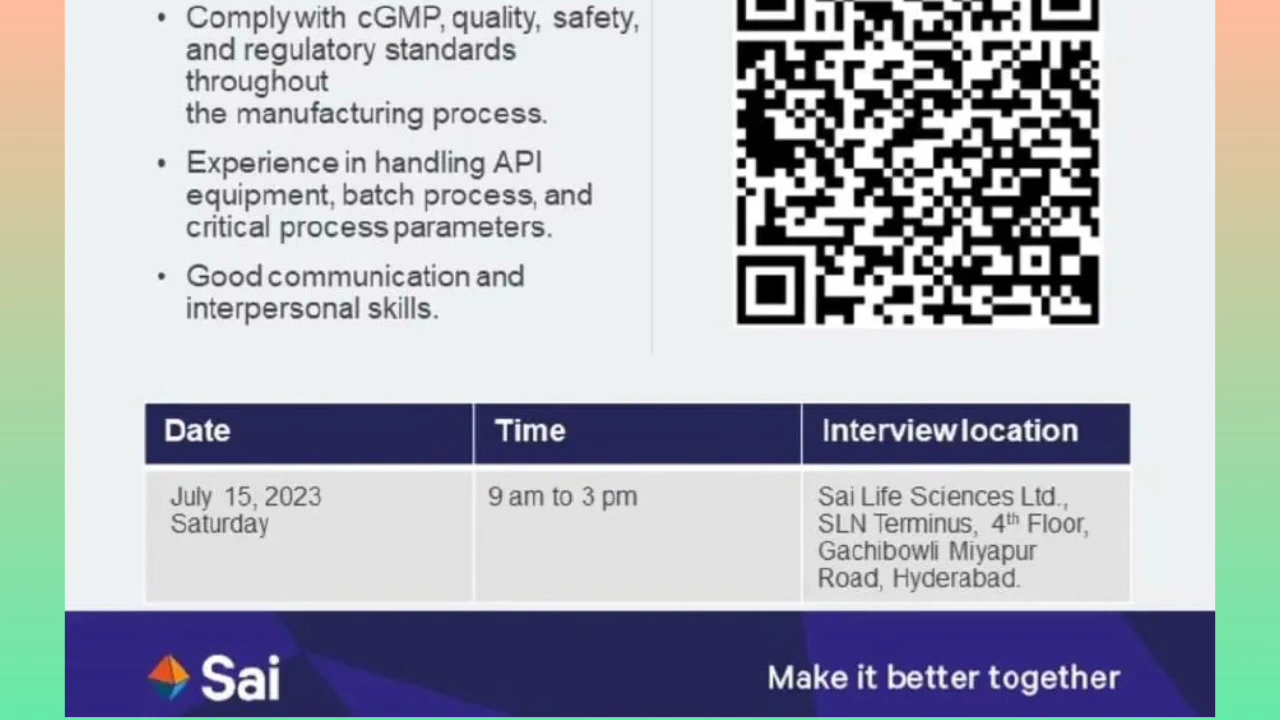 • Comply with cGMP, quality, safety,
and regulatory standards
throughout
the manufacturing process.
• Experience in handling API
equipment, batch process, and
critical process parameters.
• Good communication and
interpersonal skills.
Date Time Interview location
July 15, 2023 9 am to 3 pm Sai Life Sciences Ltd.,
Saturday SLN Terminus, 4th Floor,
Gachibowli Miyapur
Road, Hyderabad.
Sai Make it better together